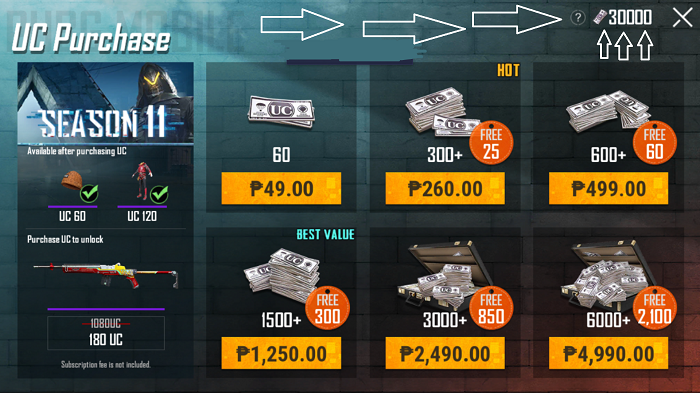 UC Purchase
? 30000
SEASON 11
Available after purchasing UC
UC 60
UC 120
Purchase UC to unlock
1080UC
180 UC
Subscription fee is not included.
60
₱49.00
HOT
300+
FREE
25
₱260.00
600+
FREE
60
₱499.00
BEST VALUE
1500+
FREE
300
₱1,250.00
3000+
FREE
850
₱2,490.00
6000+
FREE
2,100
₱4,990.00